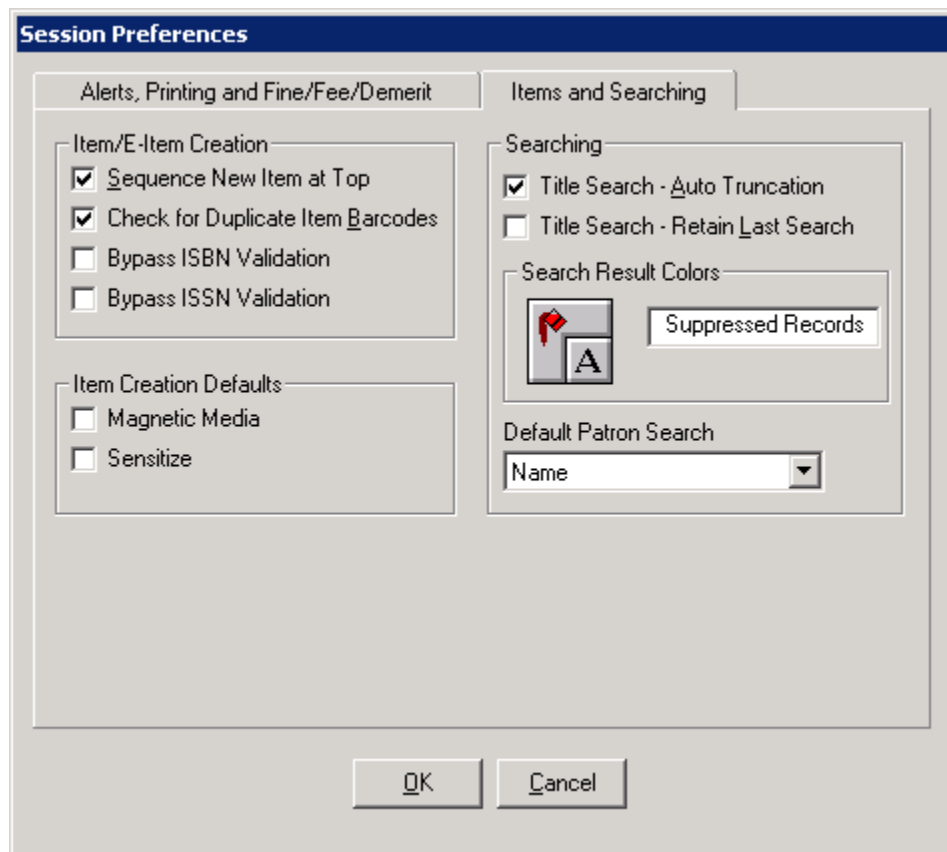 Session Preferences
Alerts, Printing and Fine/Fee/Demerit
Items and Searching
Item/E-Item Creation
Sequence New Item at Top
Check for Duplicate Item Barcodes
Bypass ISBN Validation
Bypass ISSN Validation
Item Creation Defaults
Magnetic Media
Sensitize
Searching
Title Search - Auto Truncation
Title Search - Retain Last Search
Search Result Colors
A
Suppressed Records
Default Patron Search
Name
OK
Cancel